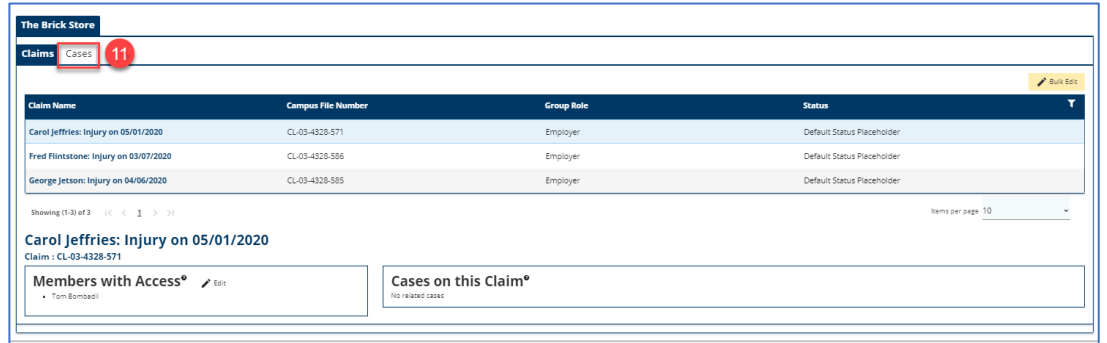 The Brick Store
Claims Cases 11
Bulk Edit
Claim Name Campus File Number Group Role Status
Carol Jeffries: Injury on 05/01/2020 CL-03-4328-571 Employer Default Status Placeholder
Fred Flintstone: Injury on 03/07/2020 CL-03-4328-586 Employer Default Status Placeholder
George Jetson: Injury on 04/06/2020 CL-03-4328-585 Employer Default Status Placeholder
Showing (1-3) of 3 |< < 1 > >| Items per page 10
Carol Jeffries: Injury on 05/01/2020
Claim : CL-03-4328-571
Members with Access Edit Cases on this Claim
• Tom Bombadil No related cases